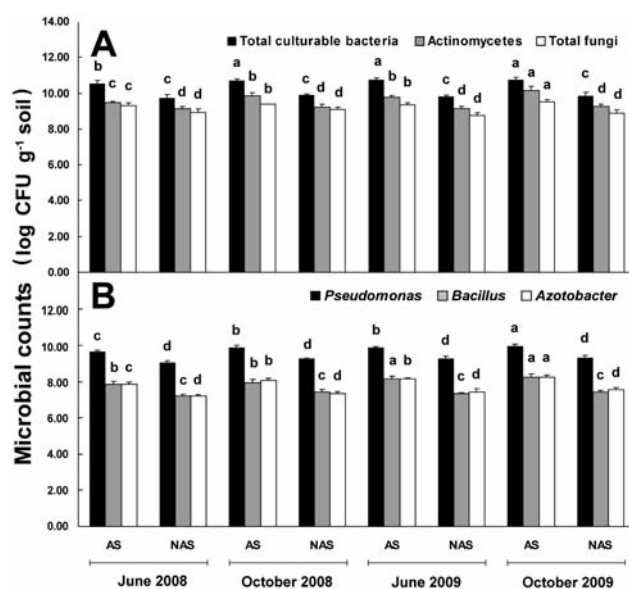 A
14.00
12.00
10.00
8.00
6.00
4.00
2.00
0.00
Total culturable bacteria Actinomycetes Total fungi
b c c c d d a b b c d d a b b c d d a a a c d d
B
12.00
10.00
8.00
6.00
4.00
2.00
0.00
Pseudomonas Bacillus Azotobacter
c b c d c d b b b d c d b a b d c d a a a d c d
Microbial counts (log CFU g-1 soil)
AS NAS AS NAS AS NAS AS NAS
June 2008 October 2008 June 2009 October 2009